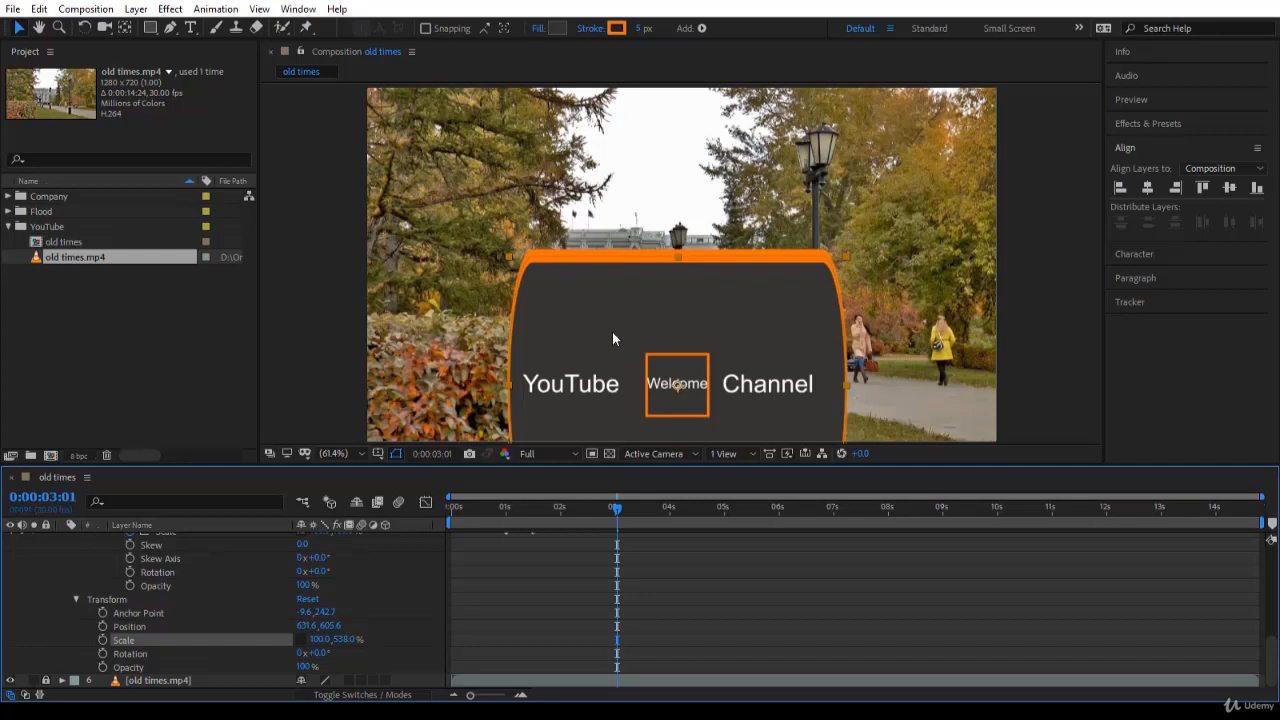 File Edit Composition Layer Effect Animation View Window Help
Snapping Fill: Stroke: 5 px Add: Default Standard Small Screen Search Help
Project Composition old times Info
old times
old times.mp4 , used 1 time
1280 x 720 (1.00)
Δ 0:00:14:24, 30.00 fps
Millions of Colors
H.264
Audio
Preview
Effects & Presets
Align
Align Layers to: Composition
Name File Path
Company
Flood
YouTube
old times
old times.mp4 D:\Or
Distribute Layers:
Character
Paragraph
Tracker
YouTube Welcome Channel
8 bpc (61.4%) 0:00:03:01 Full Active Camera 1 View +0.0
old times
0:00:03:01
00091 (30.00 fps)
:00s 01s 02s 04s 05s 06s 07s 08s 09s 10s 11s 12s 13s 14s
# Layer Name fx
Skew 0.0
Skew Axis 0x+0.0°
Rotation 0x+0.0°
Opacity 100 %
Transform Reset
Anchor Point -9.6,242.7
Position 631.6,605.6
Scale 100.0,538.0 %
Rotation 0x+0.0°
Opacity 100 %
6 [old times.mp4]
Toggle Switches / Modes
Udemy